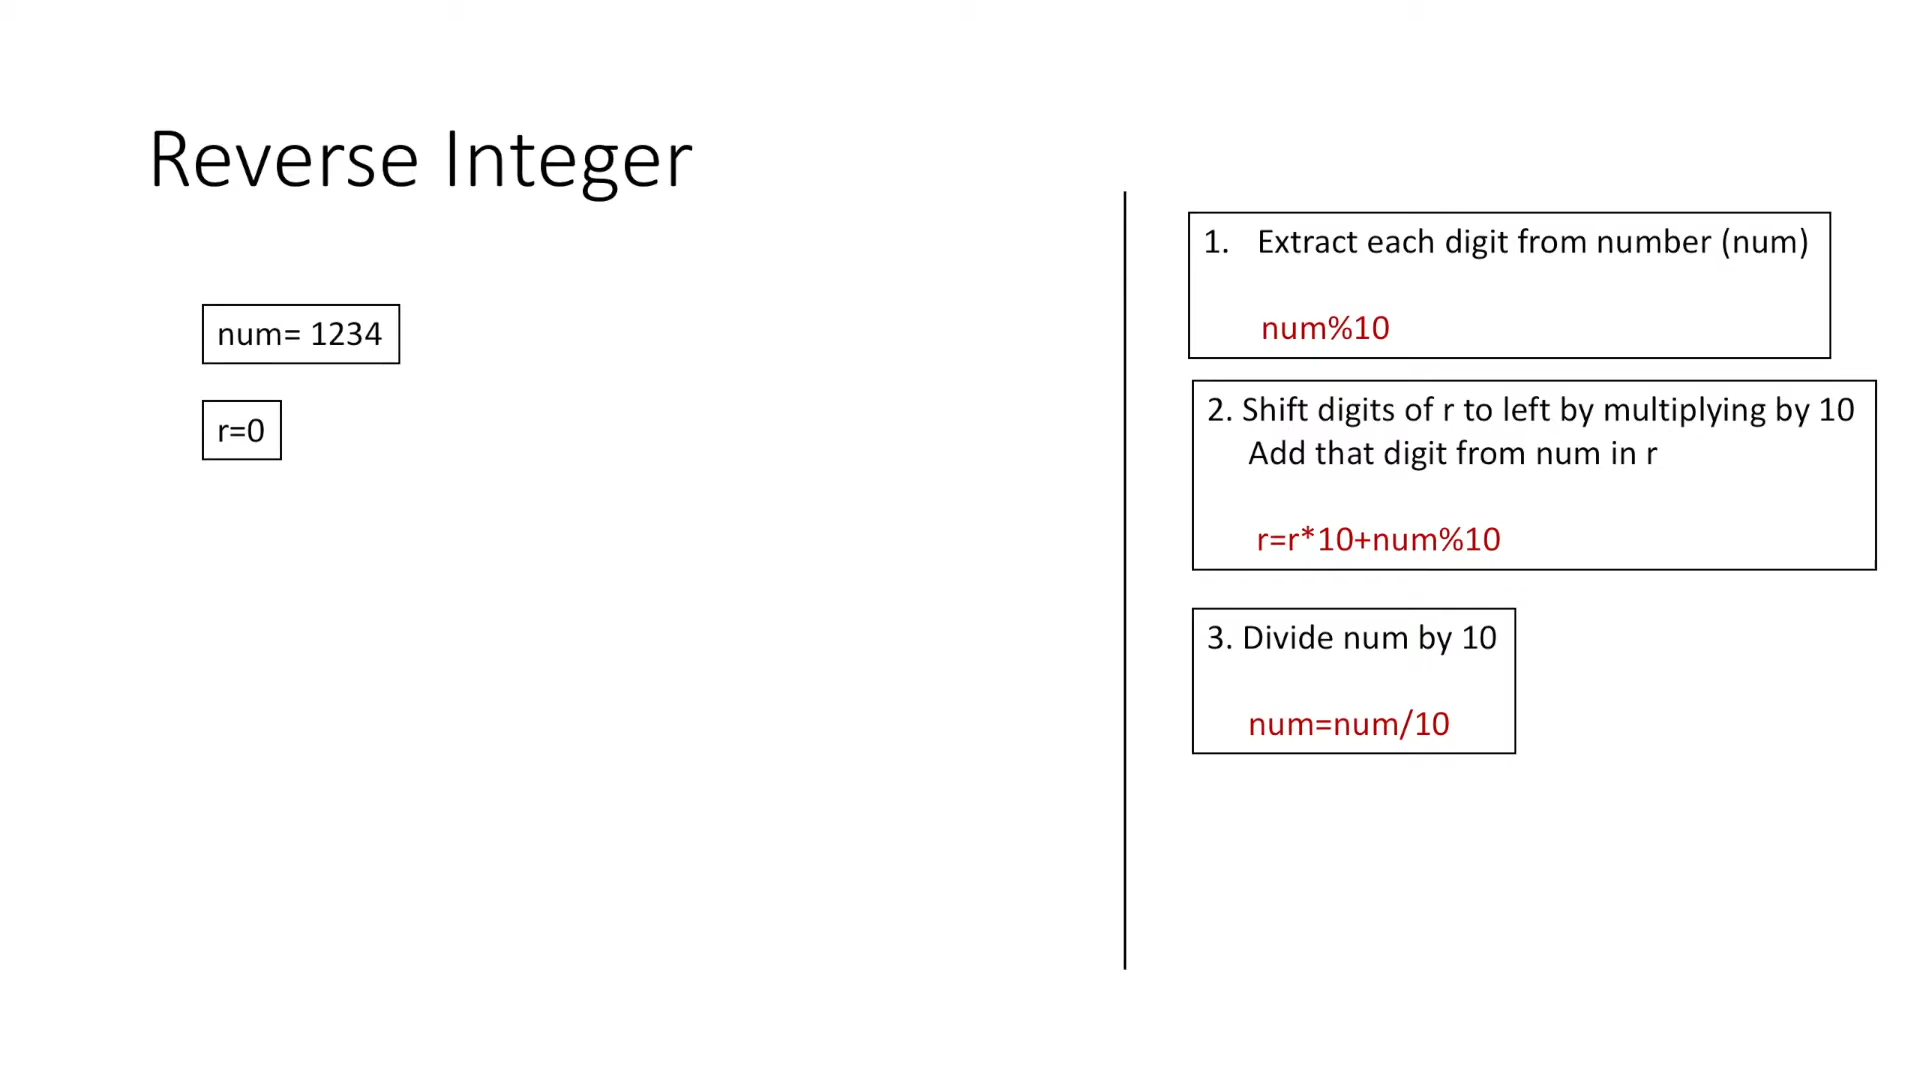 Reverse Integer
num= 1234
r=0
1. Extract each digit from number (num)
num%10
2. Shift digits of r to left by multiplying by 10
Add that digit from num in r
r=r*10+num%10
3. Divide num by 10
num=num/10